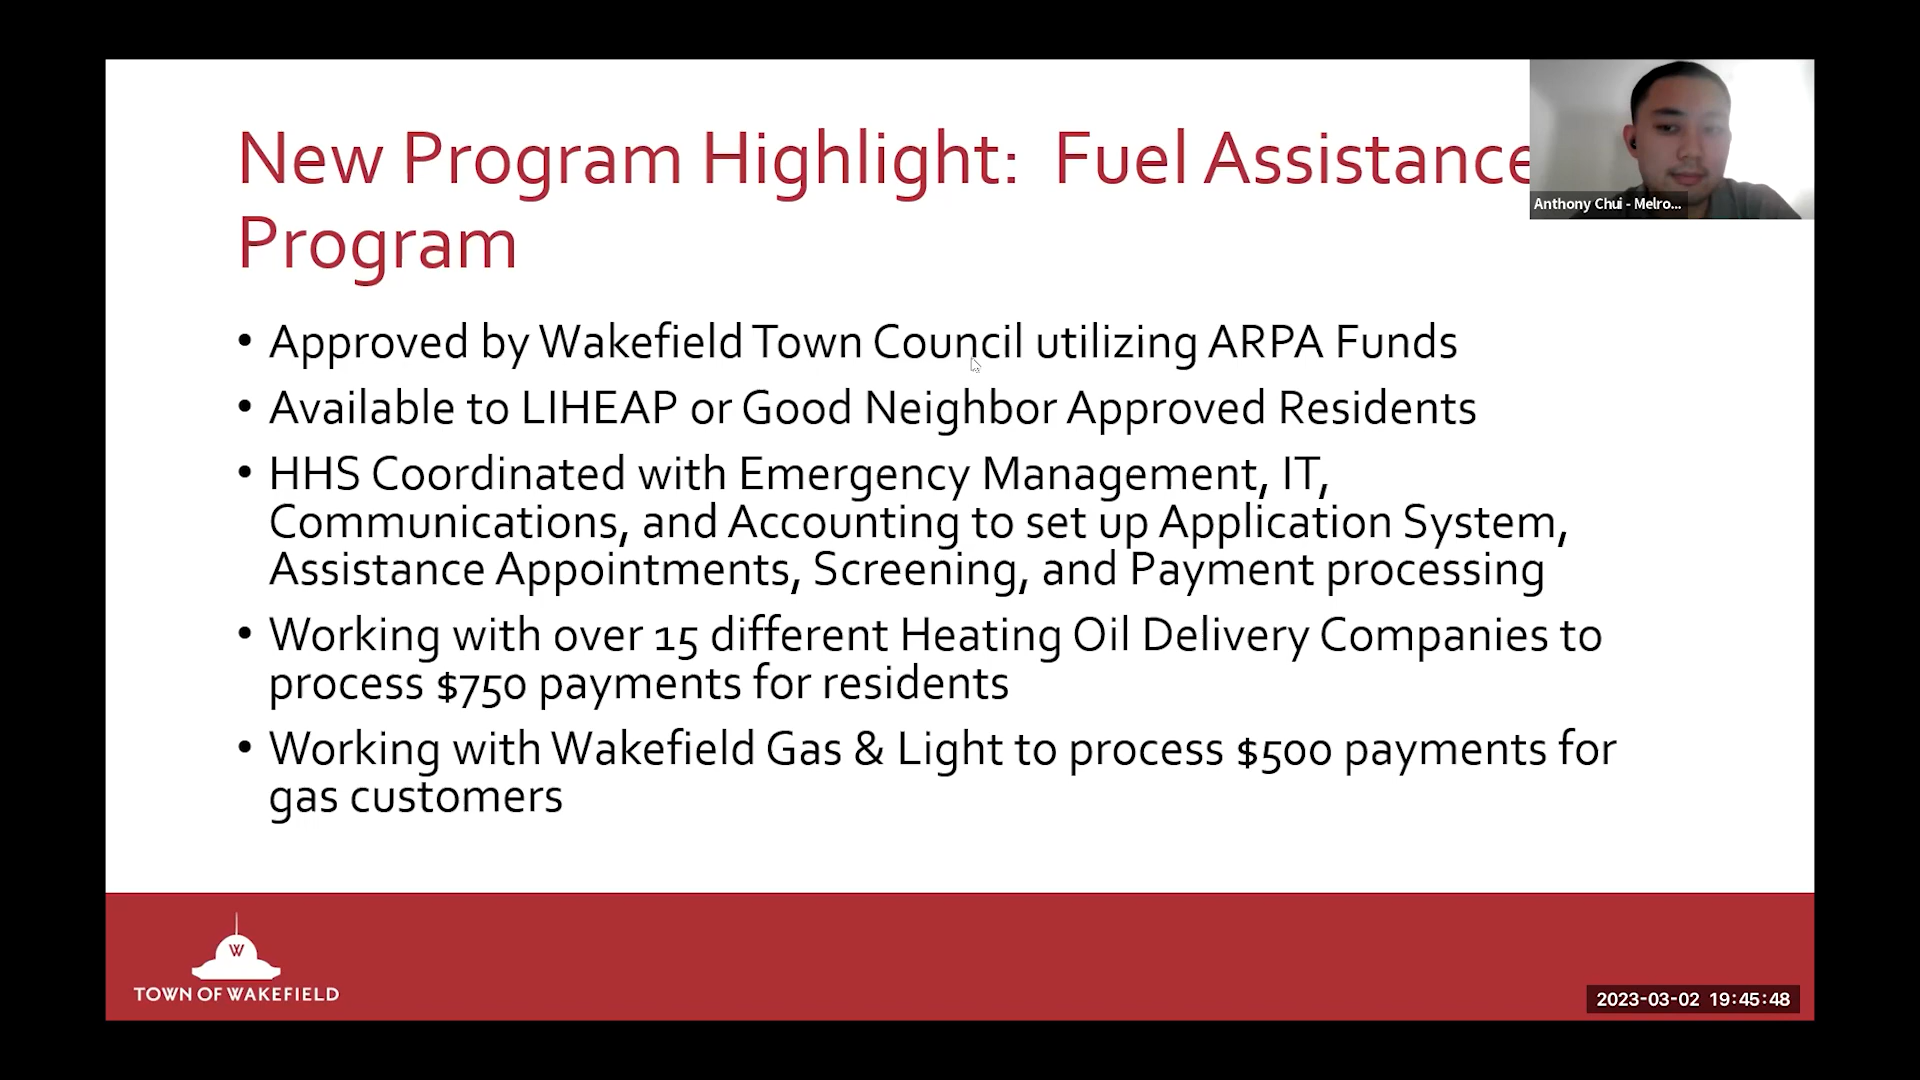 New Program Highlight: Fuel Assistance
Program
Anthony Chui - Melro...
• Approved by Wakefield Town Council utilizing ARPA Funds
• Available to LIHEAP or Good Neighbor Approved Residents
• HHS Coordinated with Emergency Management, IT,
Communications, and Accounting to set up Application System,
Assistance Appointments, Screening, and Payment processing
• Working with over 15 different Heating Oil Delivery Companies to
process $750 payments for residents
• Working with Wakefield Gas & Light to process $500 payments for
gas customers
W
TOWN OF WAKEFIELD
2023-03-02 19:45:48